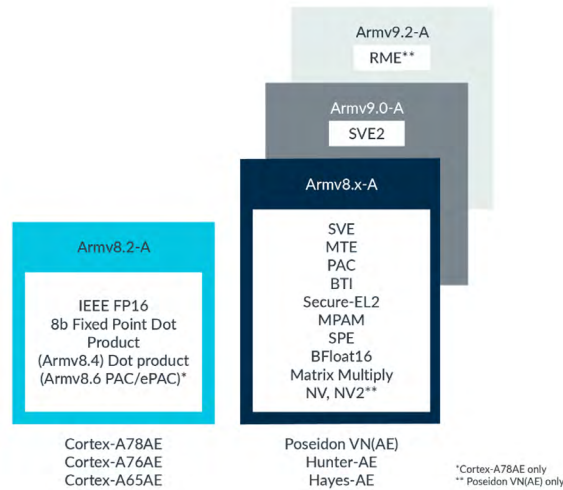 Armv9.2-A
RME**
Armv9.0-A
SVE2
Armv8.x-A
SVE
MTE
PAC
BTI
Secure-EL2
MPAM
SPE
BFloat16
Matrix Multiply
NV, NV2**
Armv8.2-A
IEEE FP16
8b Fixed Point Dot
Product
(Armv8.4) Dot product
(Armv8.6 PAC/ePAC)*
Cortex-A78AE
Cortex-A76AE
Cortex-A65AE
Poseidon VN(AE)
Hunter-AE
Hayes-AE
*Cortex-A78AE only
** Poseidon VN(AE) only